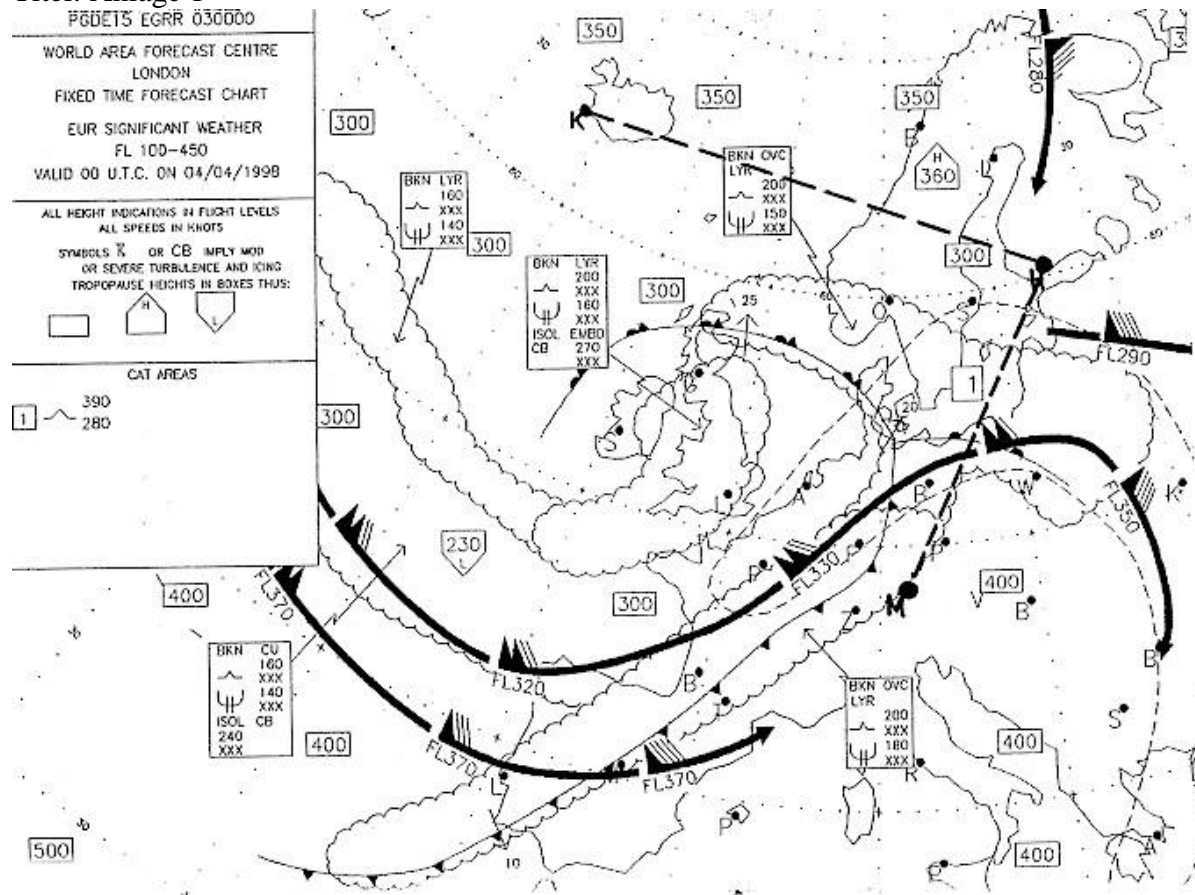 PGDE15 EGRR 030000
WORLD AREA FORECAST CENTRE
LONDON
FIXED TIME FORECAST CHART
EUR SIGNIFICANT WEATHER
FL 100-450
VALID 00 U.T.C. ON 04/04/1998
ALL HEIGHT INDICATIONS IN FLIGHT LEVELS
ALL SPEEDS IN KNOTS
SYMBOLS OR CB IMPLY MOD
OR SEVERE TURBULENCE AND ICING
TROPOPAUSE HEIGHTS IN BOXES THUS:
H
L
CAT AREAS
1
390
280
350
K
300
350
350
B
H
360
FL280
BKN LYR
160
XXX
140
XXX
300
BKN OVC
LYR
200
XXX
150
XXX
BKN LYR
200
XXX
160
XXX
ISOL EMBD
CB 270
XXX
300
300
25
O
S
FL290
1
20
300
S
L
A
B
W
K
FL350
230
L
P
FL330
P
300
M
400
B
B
400
FL370
FL320
BKN CU
160
XXX
140
XXX
ISOL CB
240
XXX
400
FL370
FL370
B
T
BKN OVC
LYR
200
XXX
180
XXX
400
S
R
L
M
P
500
10
400
A